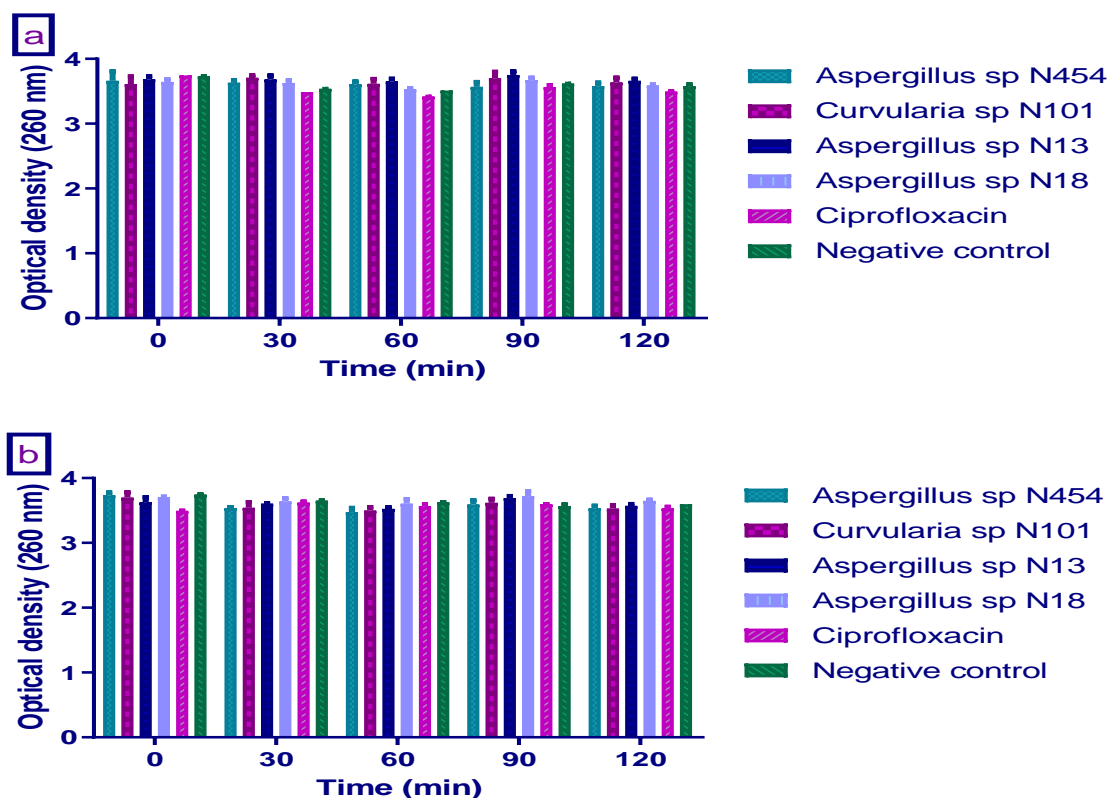 a
Optical density (260 nm)
4
3
2
1
0
0 30 60 90 120
Time (min)
Aspergillus sp N454
Curvularia sp N101
Aspergillus sp N13
Aspergillus sp N18
Ciprofloxacin
Negative control
b
Optical density (260 nm)
4
3
2
1
0
0 30 60 90 120
Time (min)
Aspergillus sp N454
Curvularia sp N101
Aspergillus sp N13
Aspergillus sp N18
Ciprofloxacin
Negative control